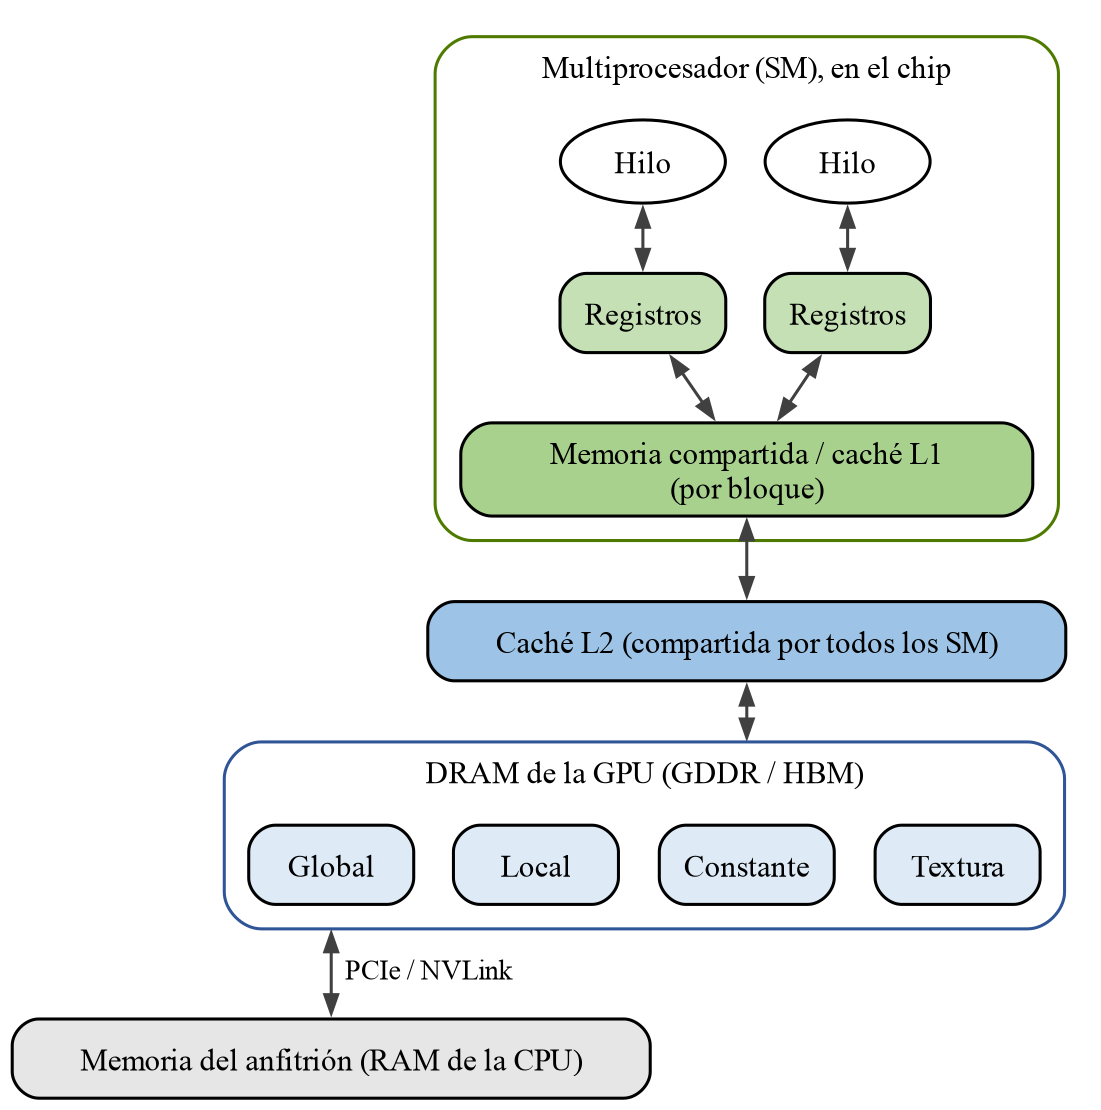 Multiprocesador (SM), en el chip
Hilo
Hilo
Registros
Registros
Memoria compartida / caché L1
(por bloque)
Caché L2 (compartida por todos los SM)
DRAM de la GPU (GDDR / HBM)
Global
Local
Constante
Textura
PCIe / NVLink
Memoria del anfitrión (RAM de la CPU)